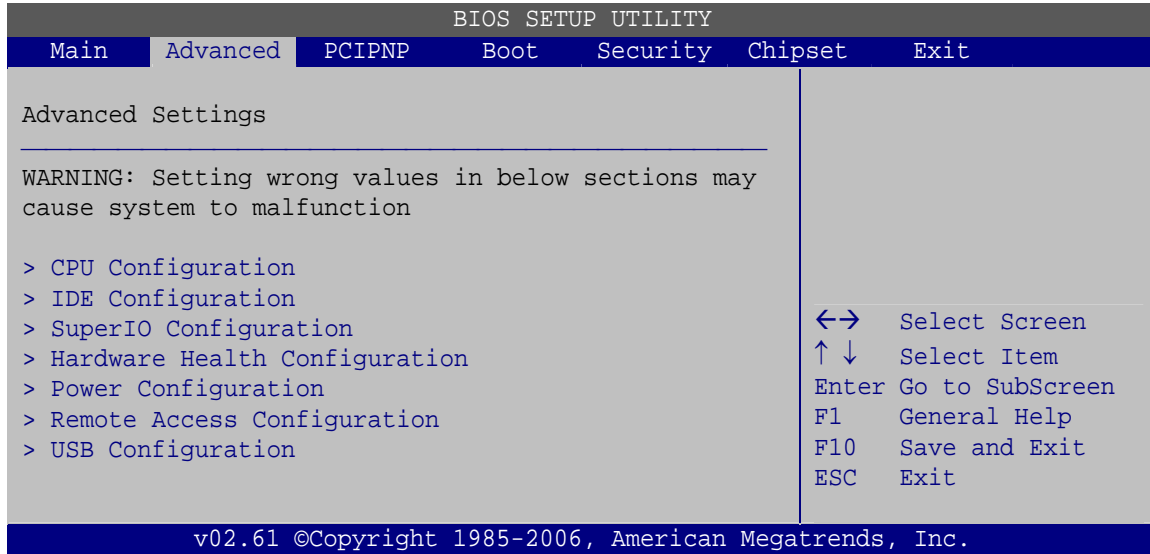 BIOS SETUP UTILITY
Main Advanced PCIPNP Boot Security Chipset Exit
Advanced Settings
WARNING: Setting wrong values in below sections may
cause system to malfunction
> CPU Configuration
> IDE Configuration
> SuperIO Configuration
> Hardware Health Configuration
> Power Configuration
> Remote Access Configuration
> USB Configuration
←→ Select Screen
↑ ↓ Select Item
Enter Go to SubScreen
F1 General Help
F10 Save and Exit
ESC Exit
v02.61 ©Copyright 1985-2006, American Megatrends, Inc.